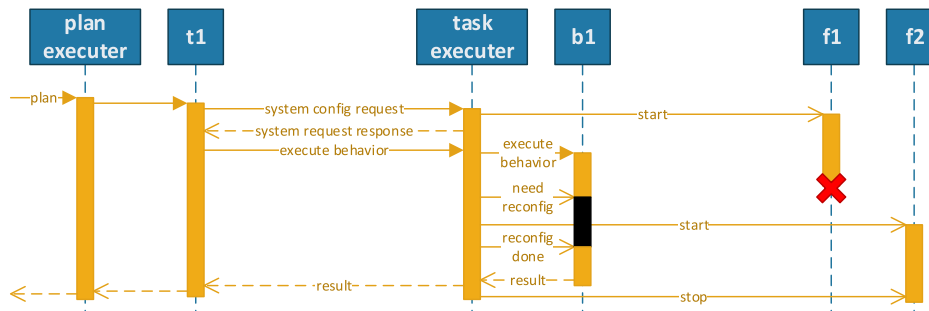 plan
executer
t1
task
executer
b1
f1
f2
plan
system config request
start
system request response
execute behavior
execute
behavior
need
reconfig
start
reconfig
done
result
result
stop